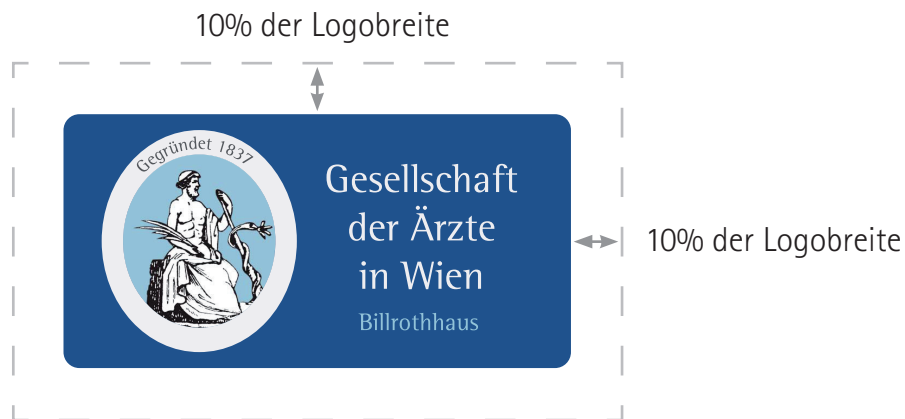 10% der Logobreite
Gegründet 1837
Gesellschaft
der Ärzte
in Wien
Billrothhaus
10% der Logobreite